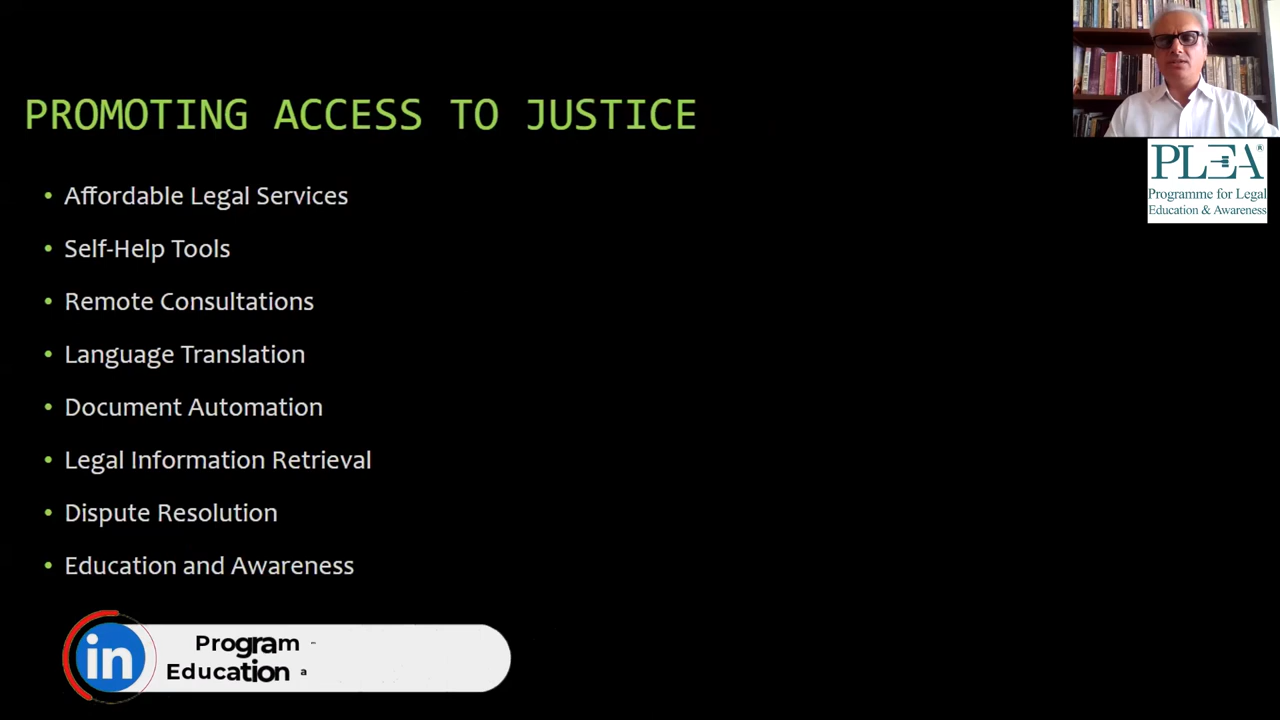 PROMOTING ACCESS TO JUSTICE
• Affordable Legal Services
• Self-Help Tools
• Remote Consultations
• Language Translation
• Document Automation
• Legal Information Retrieval
• Dispute Resolution
• Education and Awareness
PLEA®
Programme for Legal
Education & Awareness
in
Program
Education a